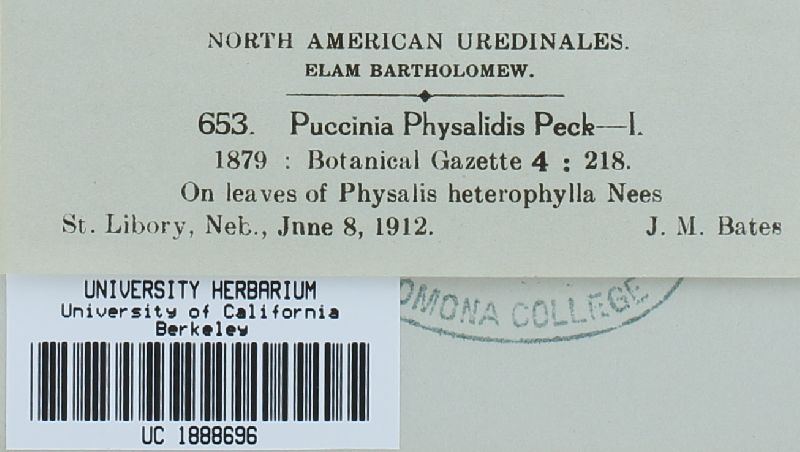 NORTH AMERICAN UREDINALES.
ELAM BARTHOLOMEW.
653. Puccinia Physalidis Peck—I.
1879 : Botanical Gazette 4 : 218.
On leaves of Physalis heterophylla Nees
St. Libory, Neb., Jnne 8, 1912. J. M. Bates
UNIVERSITY HERBARIUM
University of California
Berkeley
UC 1888696
OMONA COLLEGE